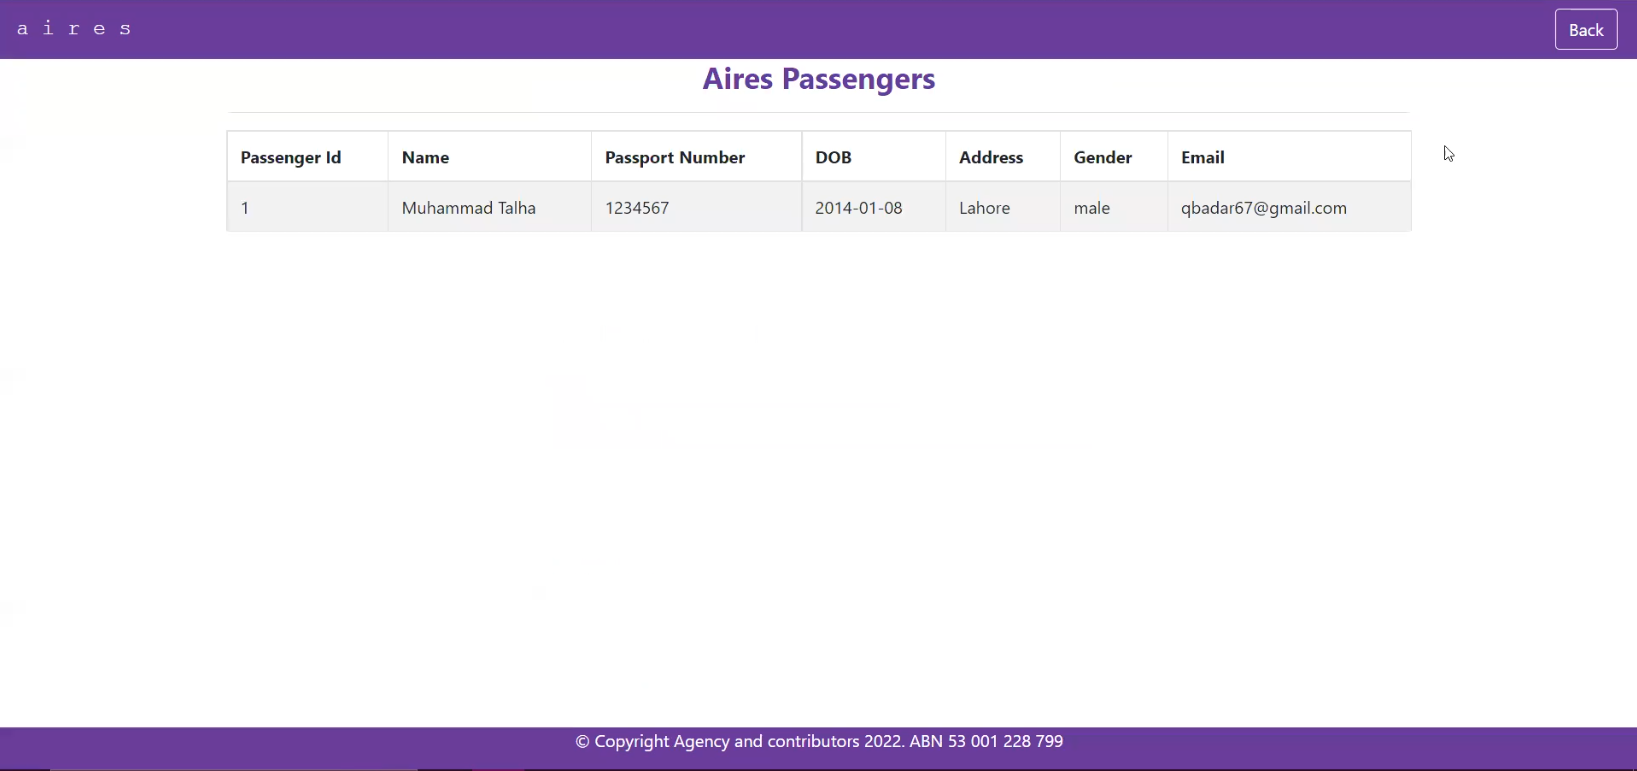 a i r e s
Back
Aires Passengers
Passenger Id Name Passport Number DOB Address Gender Email
1 Muhammad Talha 1234567 2014-01-08 Lahore male qbadar67@gmail.com
© Copyright Agency and contributors 2022. ABN 53 001 228 799